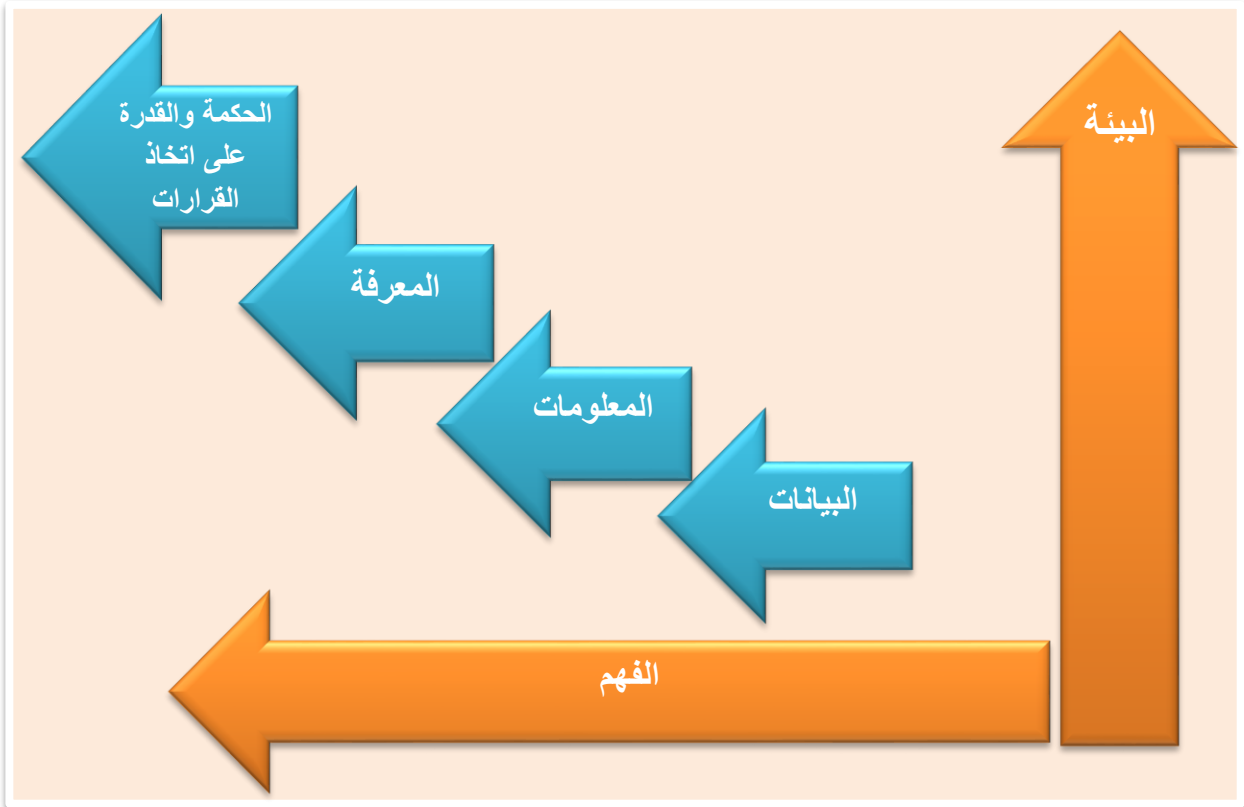 الحكمة والقدرة
على اتخاذ
القرارات
البيئة
المعرفة
المعلومات
البيانات
الفهم